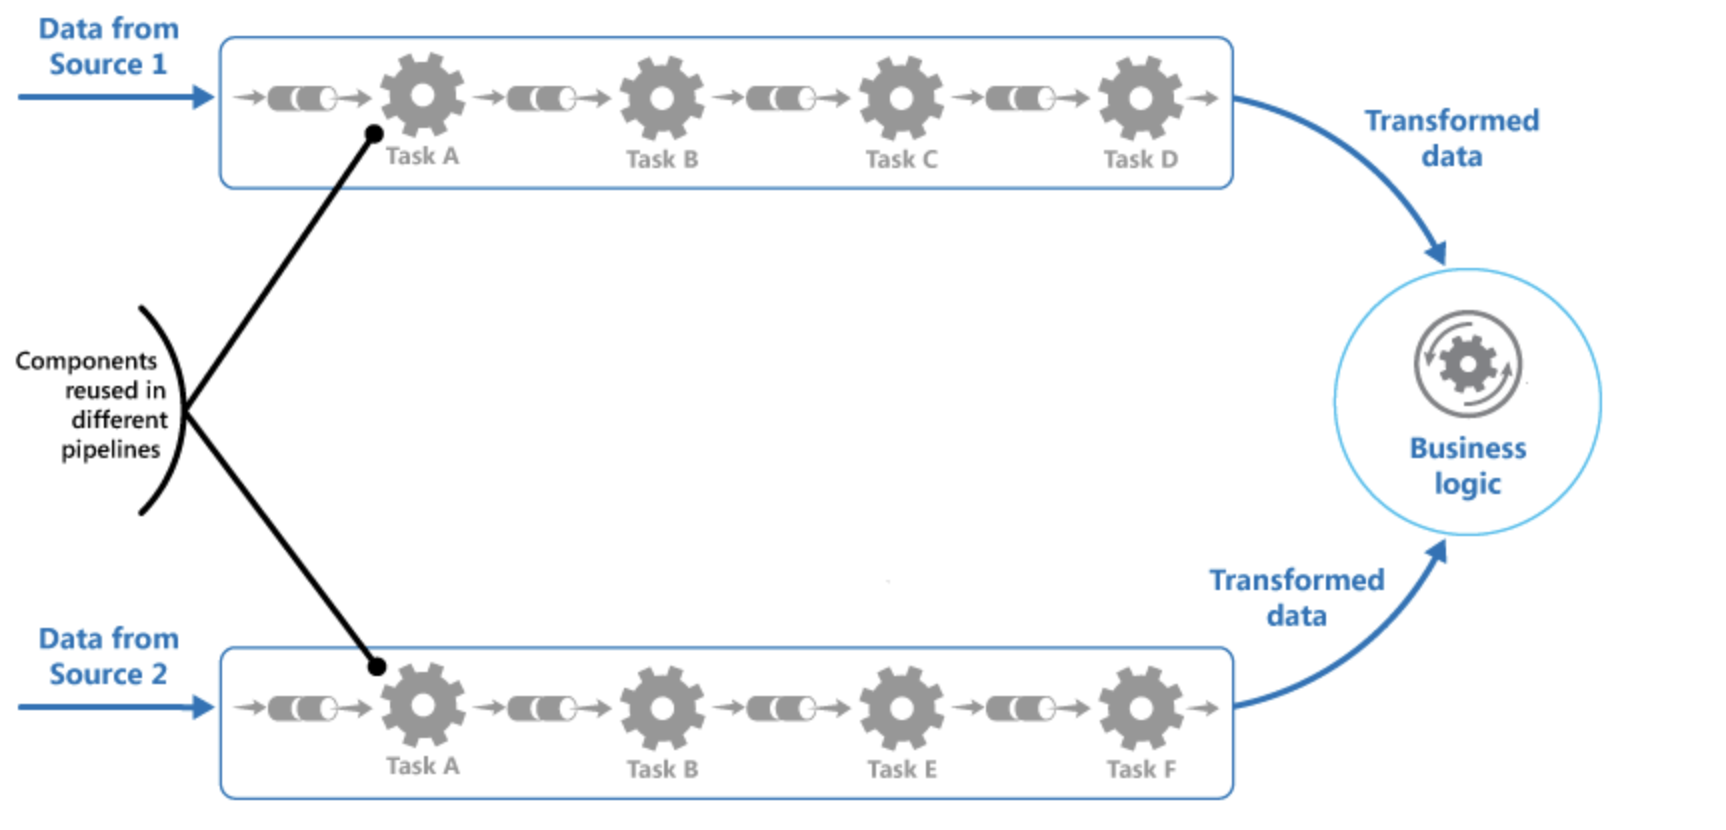 Data from
Source 1
Task A
Task B
Task C
Task D
Transformed
data
Components
reused in
different
pipelines
Business
logic
Transformed
data
Data from
Source 2
Task A
Task B
Task E
Task F